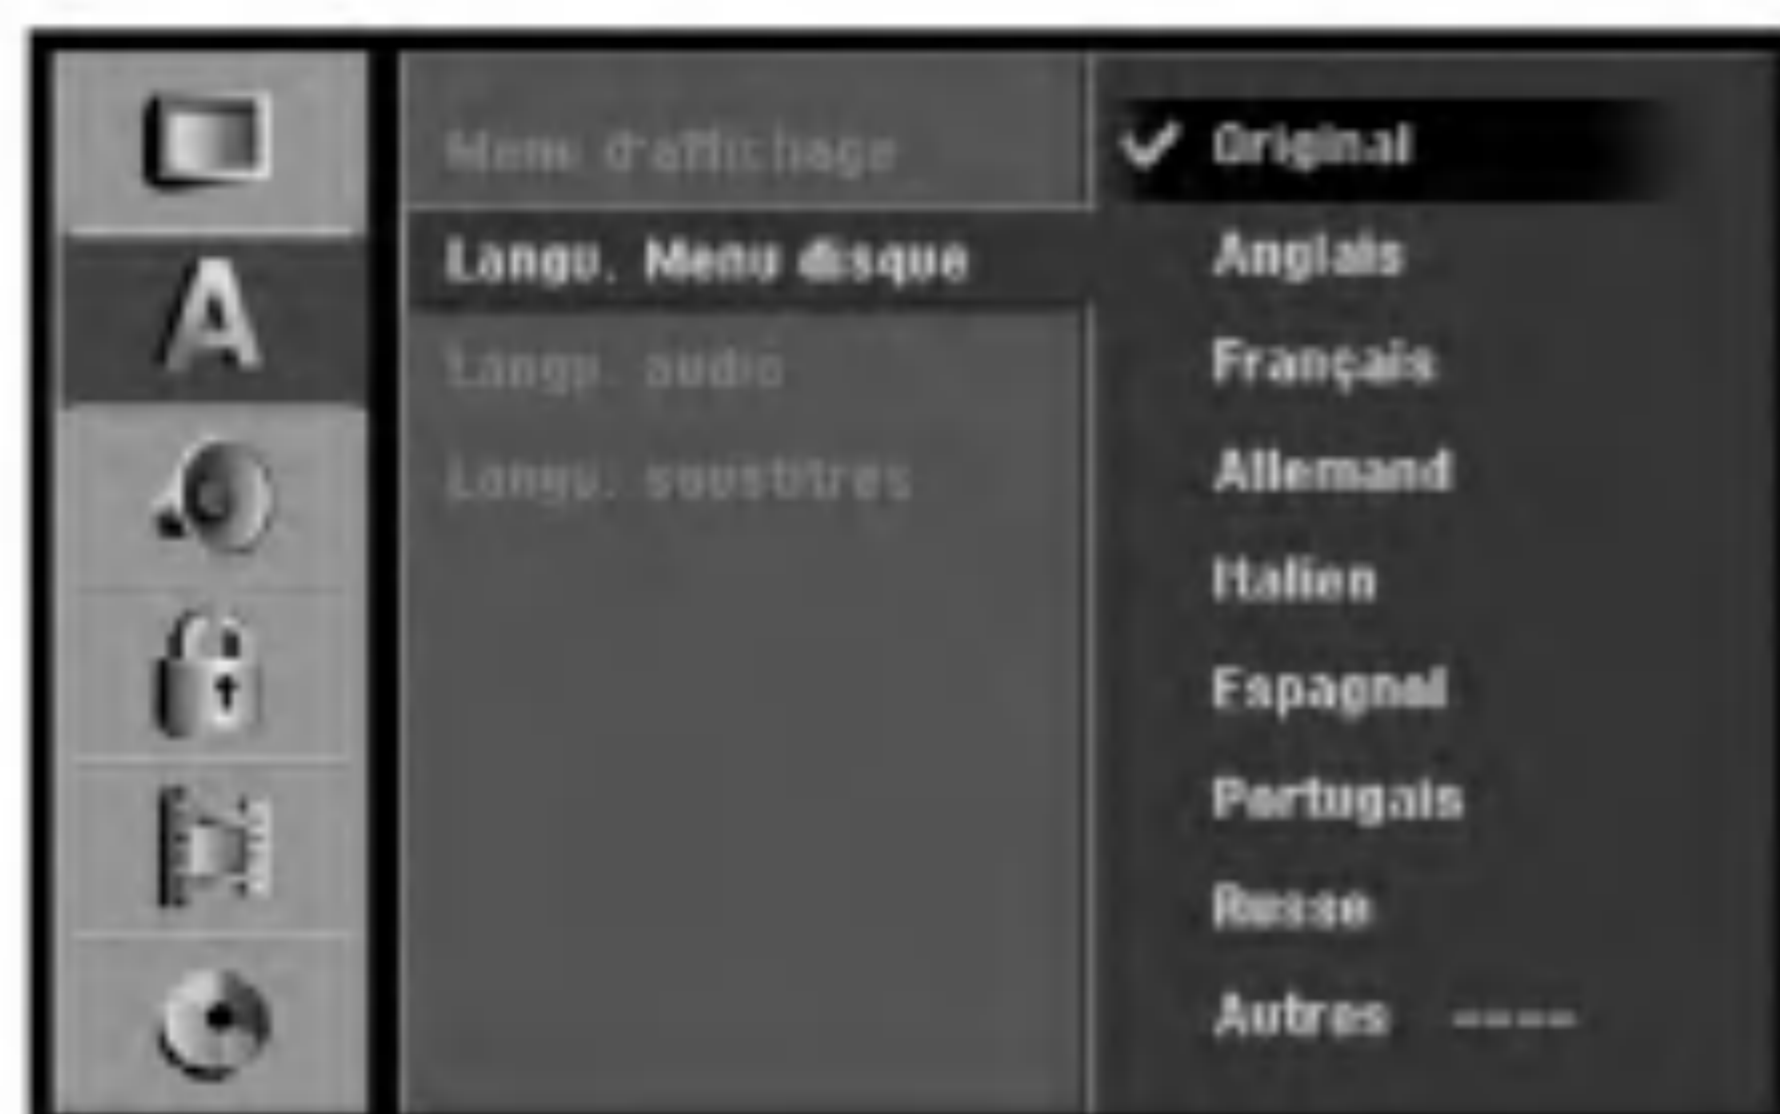 A
Menu d'affichage
Langu. Menu disque
Langu. audio
Langu. soustitres
Original
Anglais
Français
Allemand
Italien
Espagnol
Portugais
Russe
Autres ----